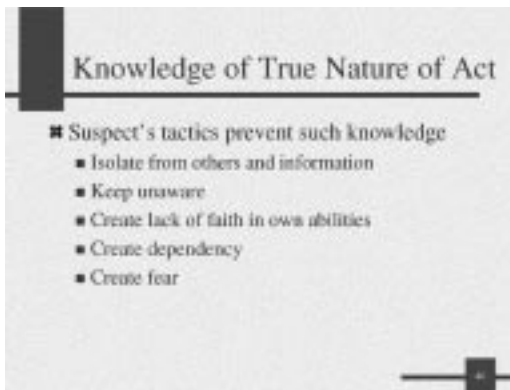 Knowledge of True Nature of Act
Suspect's tactics prevent such knowledge
Isolate from others and information
Keep unaware
Create lack of faith in own abilities
Create dependency
Create fear